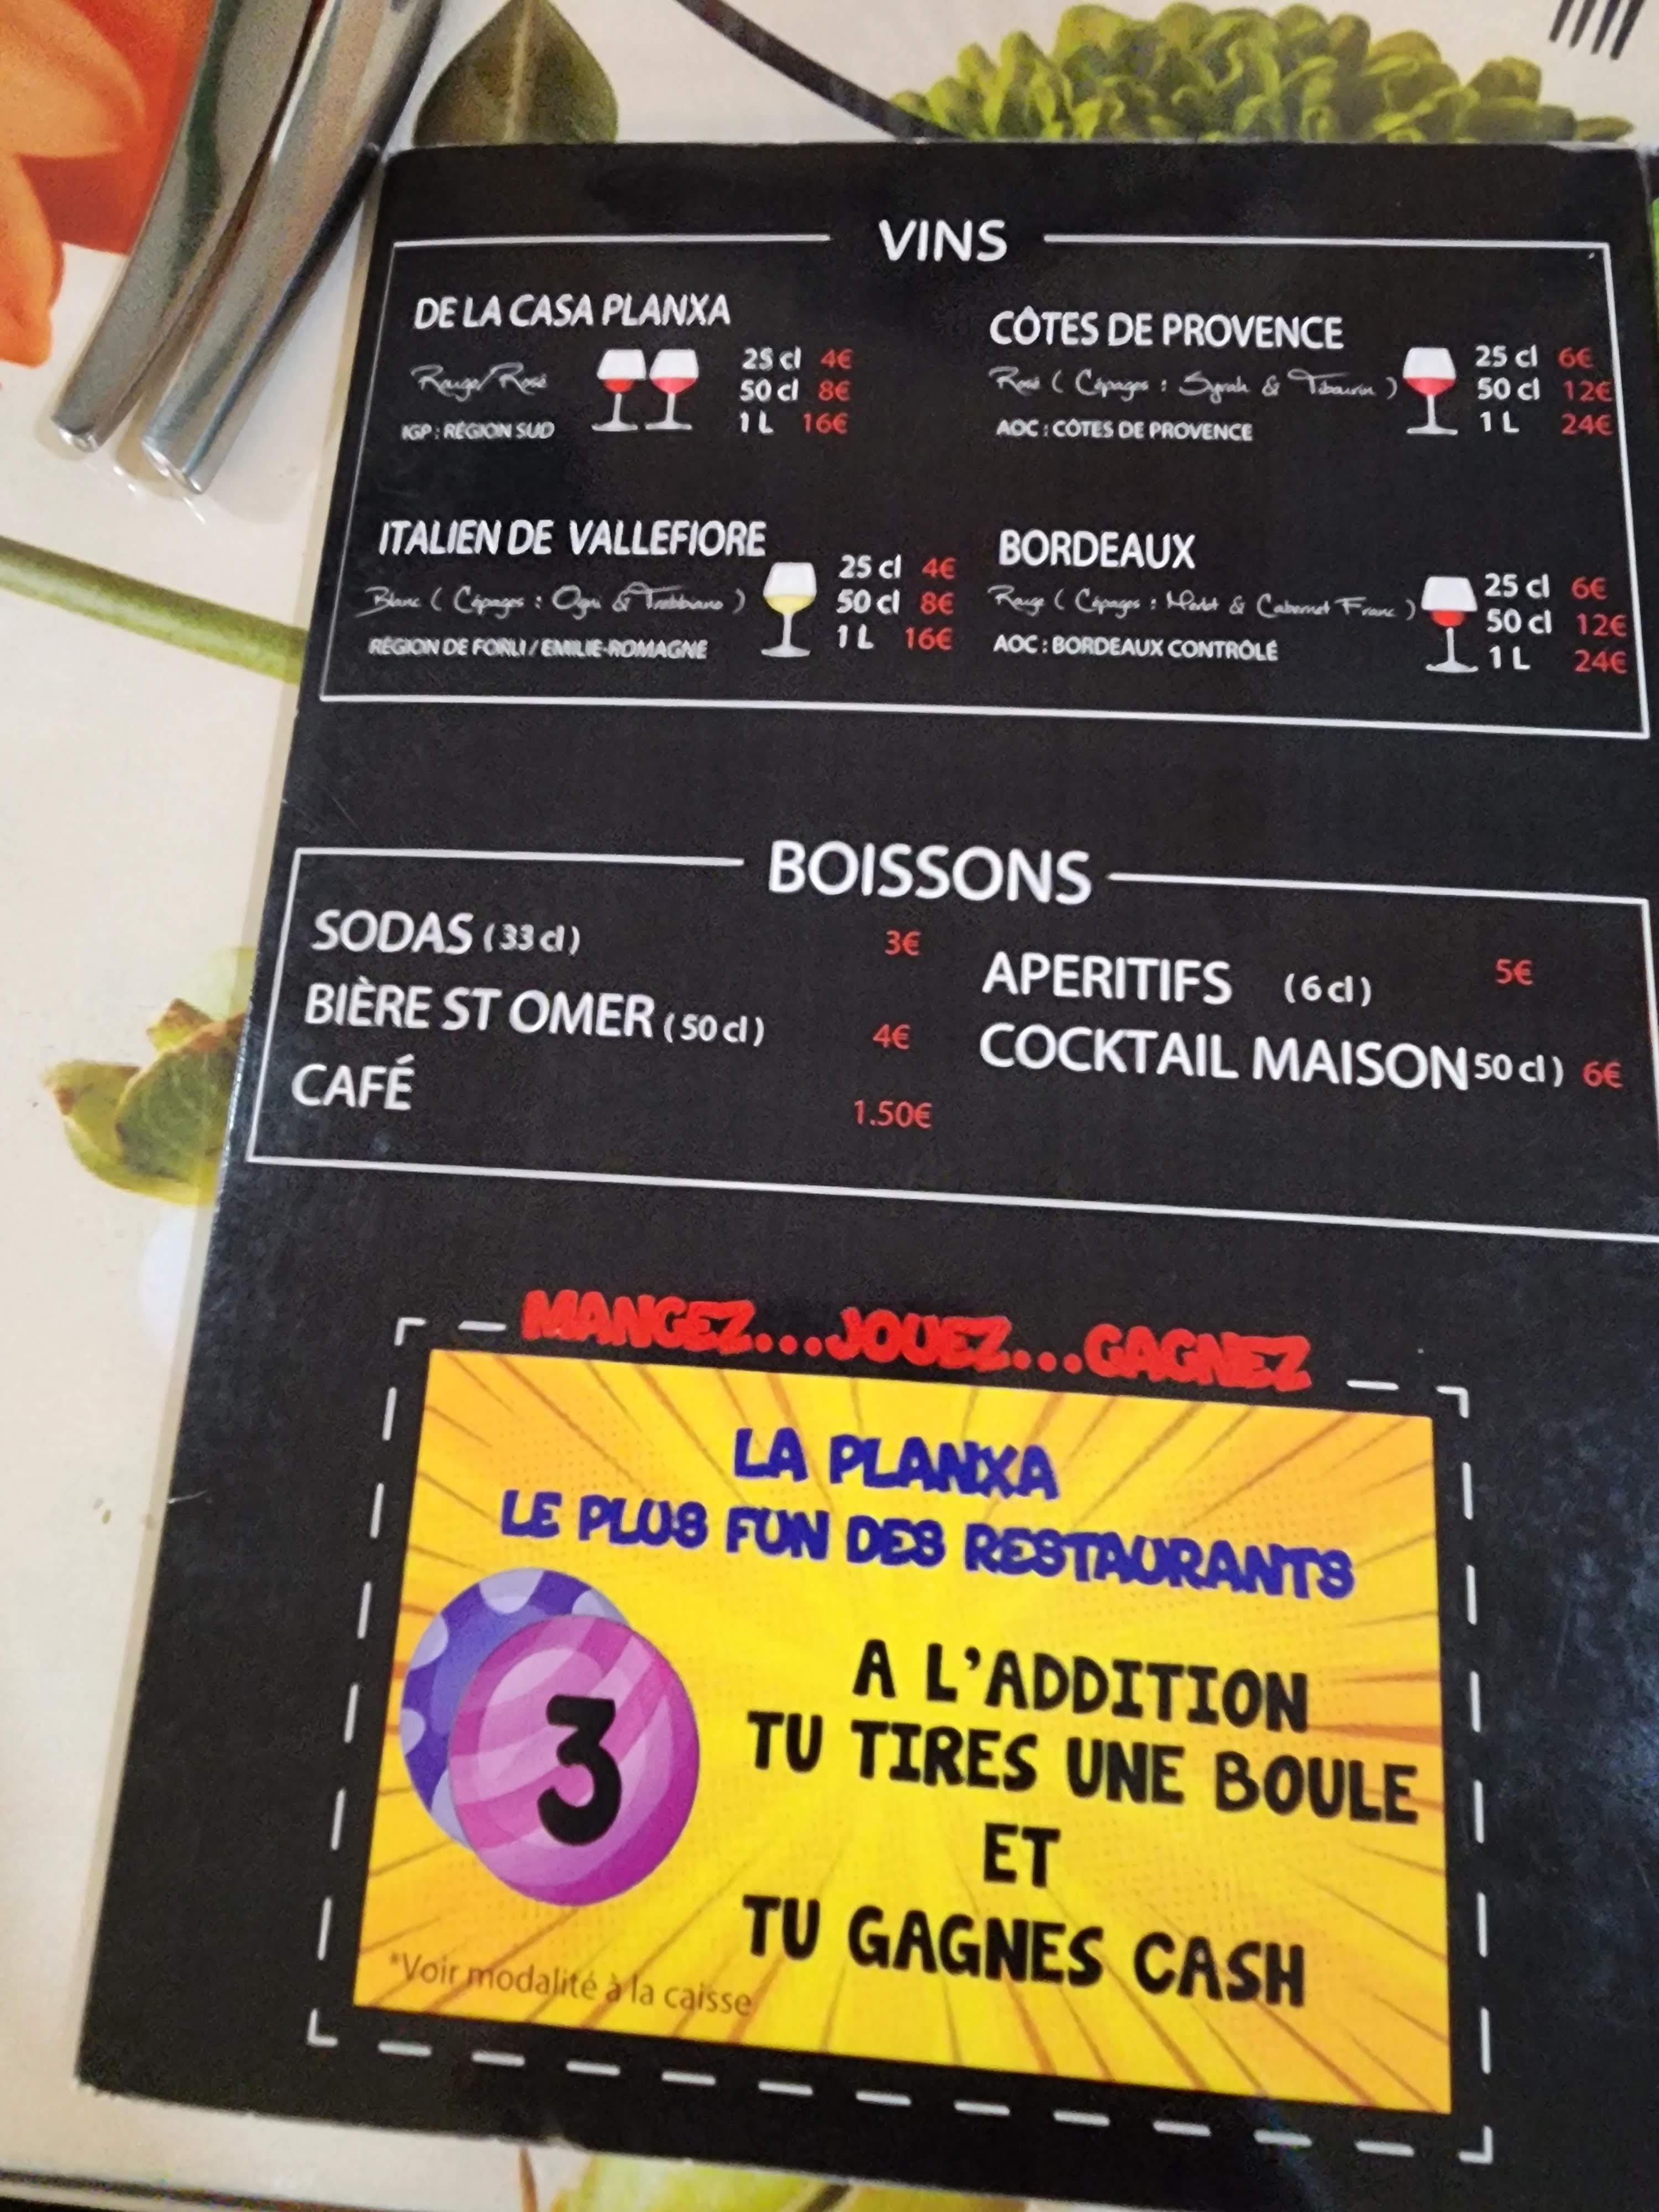 VINS
DE LA CASA PLANXA
Rouge/Rosé
25 cl 4€
50 cl 8€
1 L 16€
IGP : RÉGION SUD
CÔTES DE PROVENCE
Rosé ( Cépages : Syrah & Tibouren )
25 cl 6€
50 cl 12€
1 L 24€
AOC : CÔTES DE PROVENCE
ITALIEN DE VALLEFIORE
Blanc ( Cépages : Ogni & Trebbiano )
25 cl 4€
50 cl 8€
1 L 16€
RÉGION DE FORLI / EMILIE-ROMAGNE
BORDEAUX
Rouge ( Cépages : Merlot & Cabernet Franc )
25 cl 6€
50 cl 12€
1 L 24€
AOC : BORDEAUX CONTRÔLÉ
BOISSONS
SODAS (33 cl) 3€
BIÈRE ST OMER (50 cl) 4€
CAFÉ 1.50€
APERITIFS (6 cl) 5€
COCKTAIL MAISON 50 cl) 6€
MANGEZ...JOUEZ...GAGNEZ
LA PLANXA
LE PLUS FUN DES RESTAURANTS
3
A L'ADDITION
TU TIRES UNE BOULE
ET
TU GAGNES CASH
*Voir modalité à la caisse